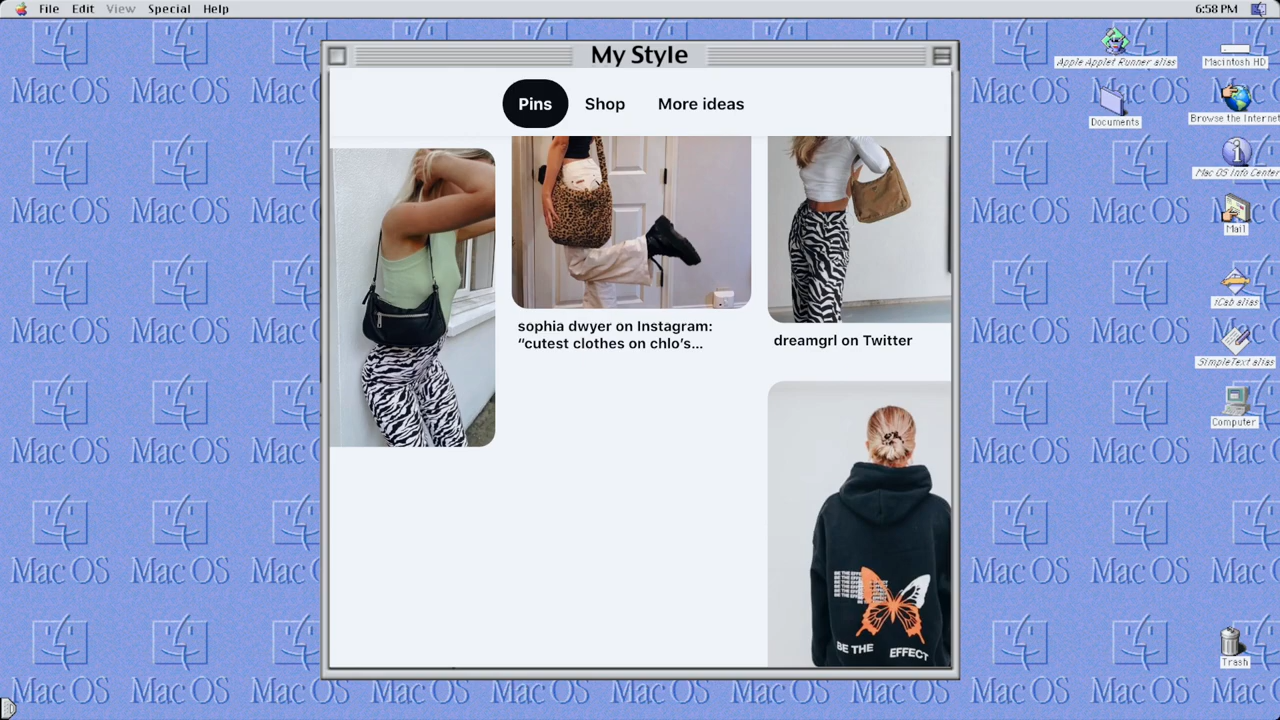 File Edit View Special Help
6:58 PM
My Style
Pins Shop More ideas
sophia dwyer on Instagram:
“cutest clothes on chlo’s...
dreamgrl on Twitter
BE THE EFFECT
Apple Applet Runner alias
Macintosh HD
Documents
Browse the Internet
Mac OS Info Center
Mail
iCab alias
SimpleText alias
Computer
Trash
Mac OS